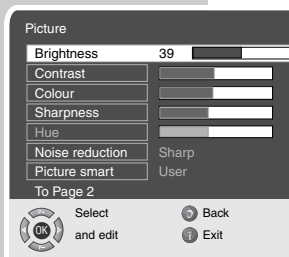 Picture
Brightness 39
Contrast
Colour
Sharpness
Hue
Noise reduction Sharp
Picture smart User
To Page 2
Select Back
OK
and edit Exit